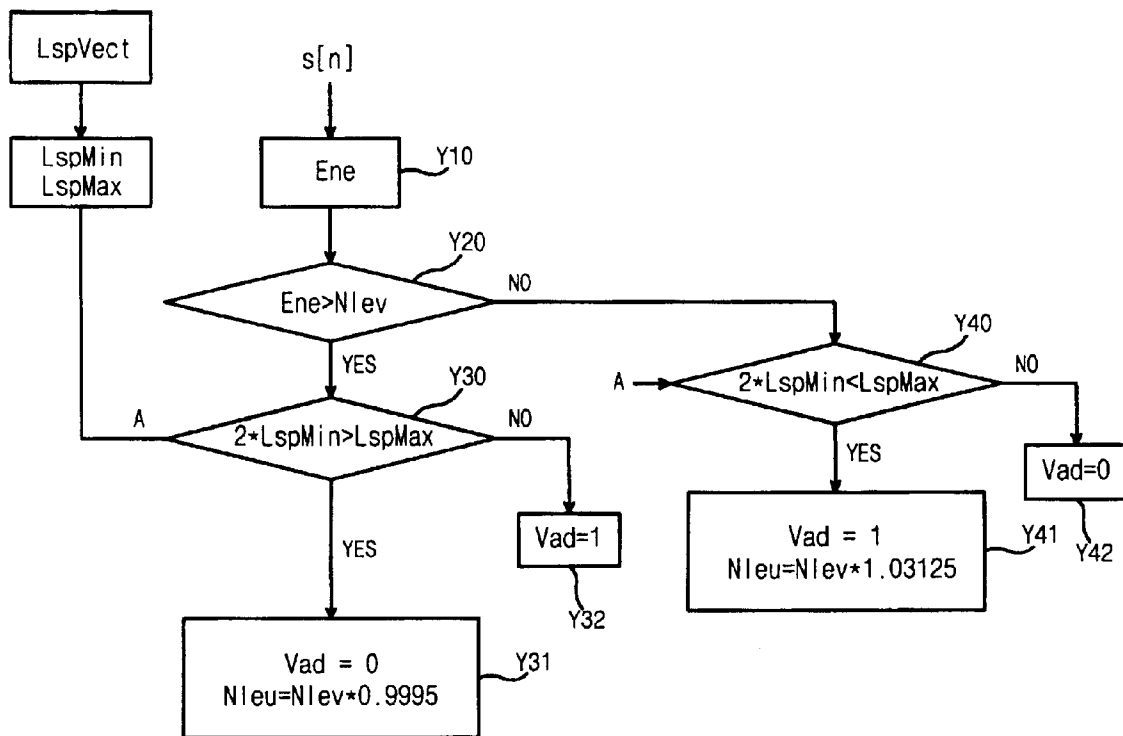 LspVect
LspMin
LspMax
s[n]
Ene
Y10
Ene>Nlev
Y20
NO
YES
A
2*LspMin>LspMax
Y30
NO
YES
Vad=1
Y32
Vad = 0
Nleu=Nlev*0.9995
Y31
A
2*LspMin<LspMax
Y40
NO
YES
Vad=0
Y42
Vad = 1
Nleu=Nlev*1.03125
Y41